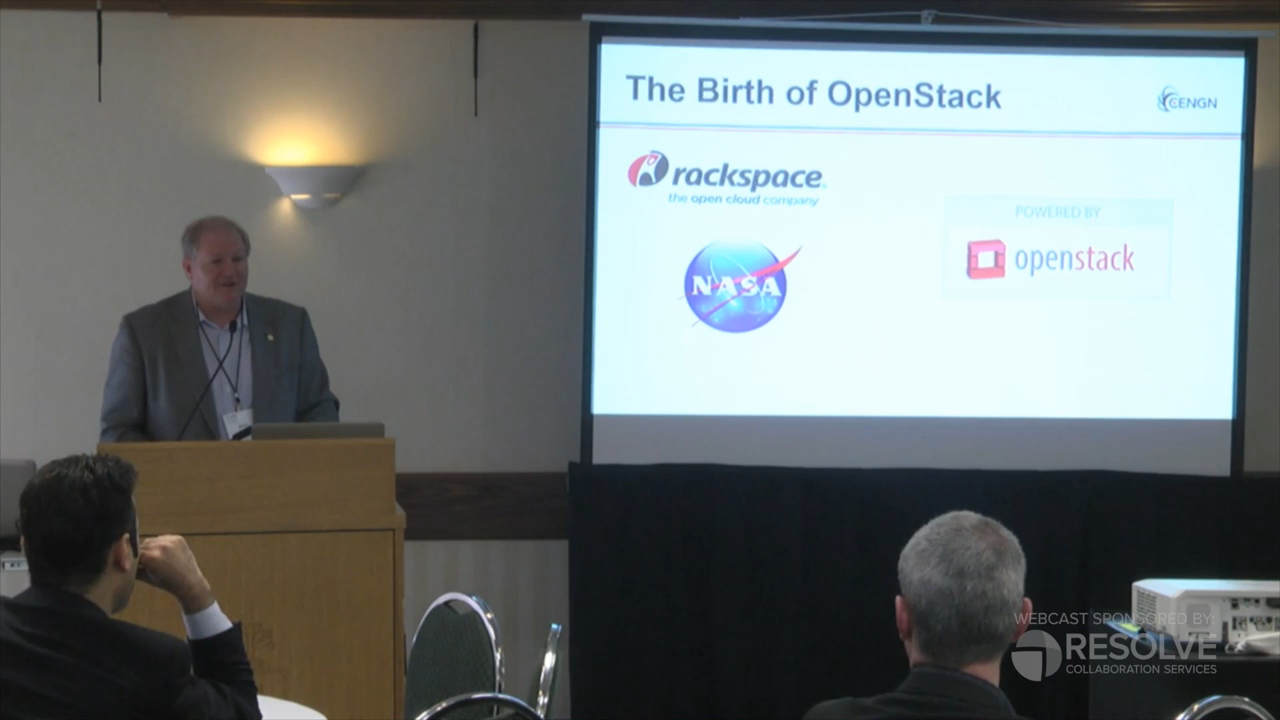 The Birth of OpenStack
CENGN
rackspace
the open cloud company
NASA
POWERED BY
openstack
WEBCAST SPONSORED BY:
RESOLVE
COLLABORATION SERVICES